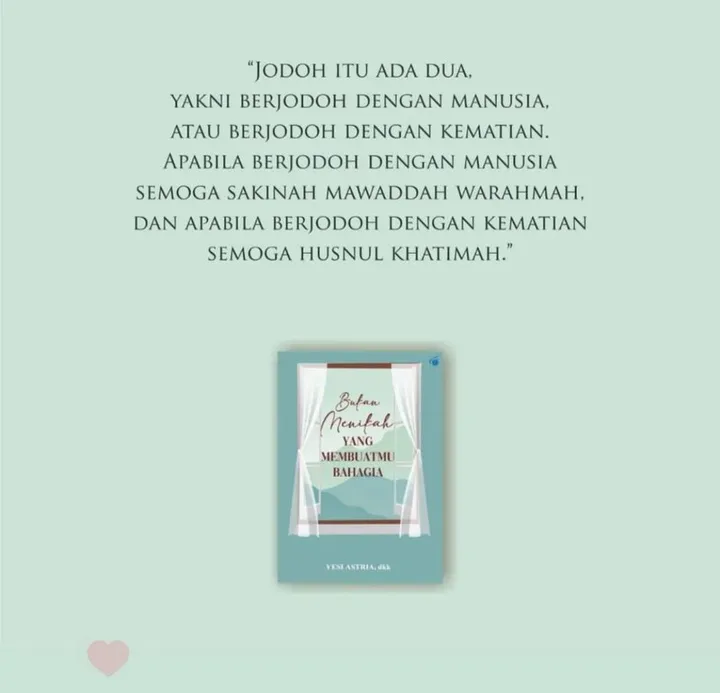 “Jodoh itu ada dua,
yakni berjodoh dengan manusia,
atau berjodoh dengan kematian.
Apabila berjodoh dengan manusia
semoga sakinah mawaddah warahmah,
dan apabila berjodoh dengan kematian
semoga husnul khatimah.”
Bukan
Menikah
YANG
MEMBUATMU
BAHAGIA
YESI ASTRIA, dkk